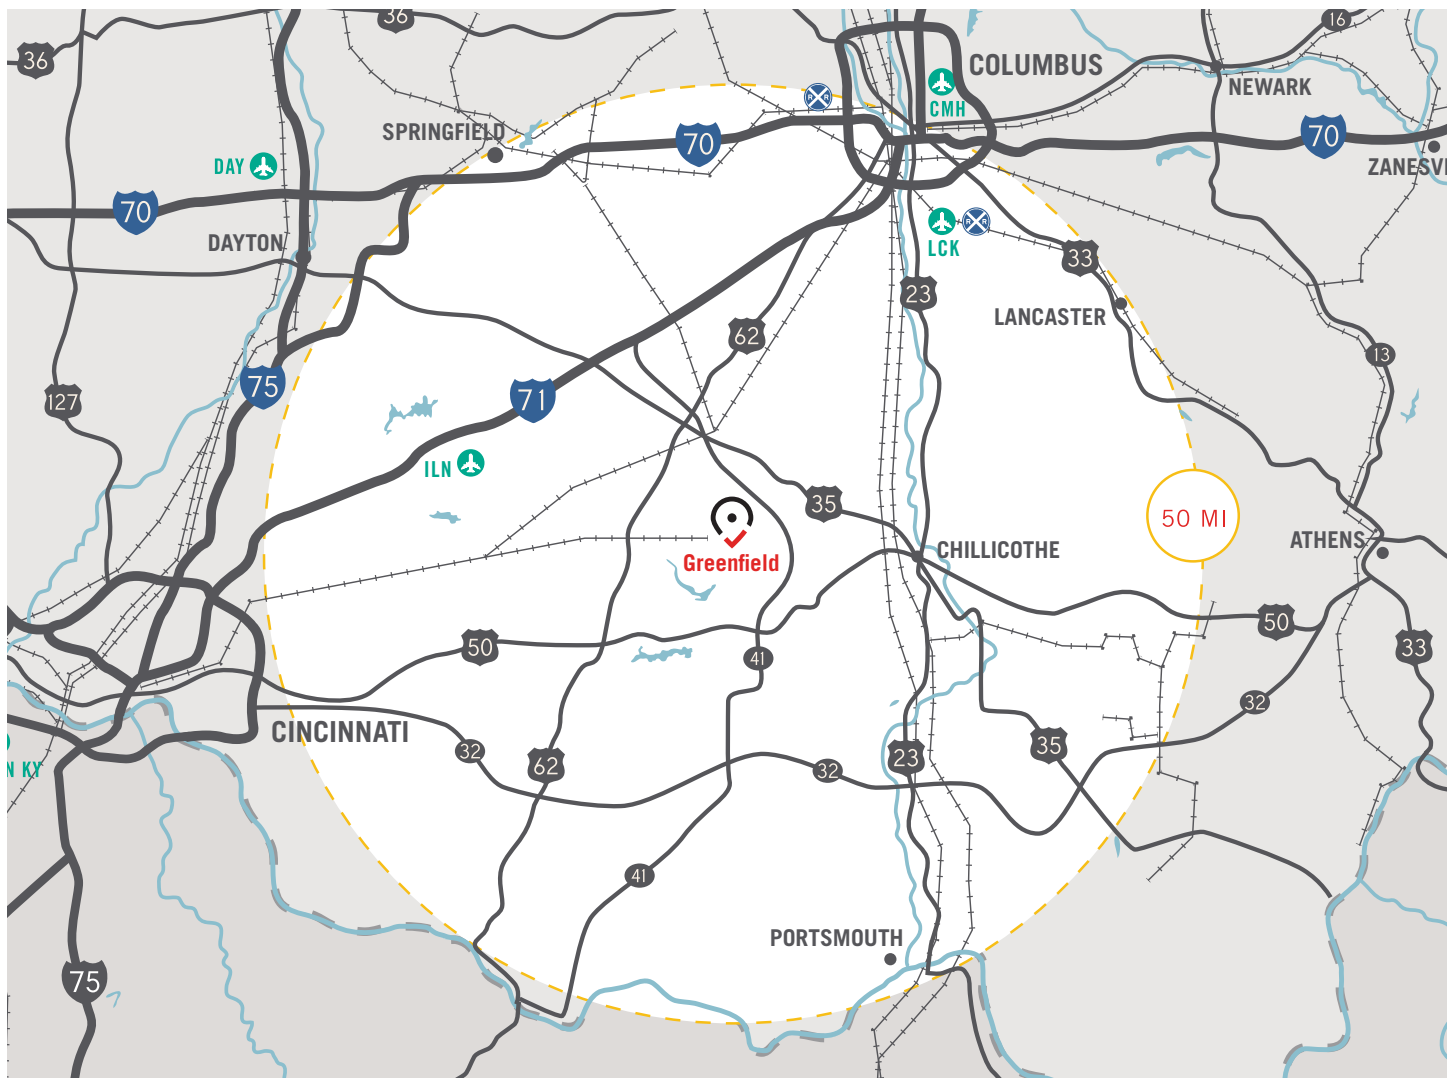 36
36
16
COLUMBUS
CMH
NEWARK
SPRINGFIELD
70
70
DAY
ZANESVI
70
DAYTON
LCK
33
23
LANCASTER
62
13
75
71
127
ILN
35
50 MI
Greenfield
CHILLICOTHE
ATHENS
50
50
41
33
32
CINCINNATI
32
62
32
23
35
N KY
41
PORTSMOUTH
75
R R
R R